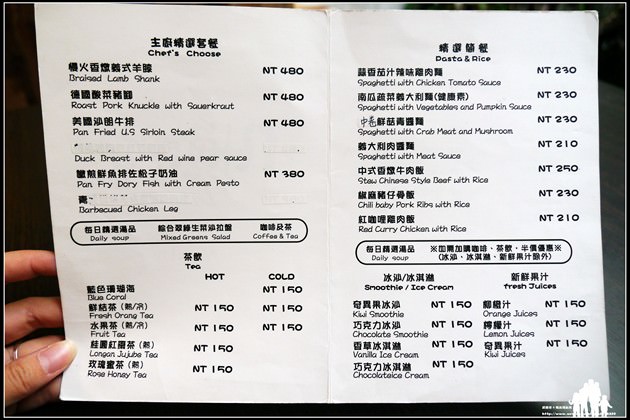 主廚精選套餐
Chef's Choose
慢火香燉義式羊膝 NT 480
Braised Lamb Shank
德國酸菜豬腳 NT 480
Roast Pork Knuckle with Sauerkraut
美國沙朗牛排 NT 480
Pan Fried U.S Sirloin Steak
Duck Breast with Red wine pear sauce
鮮魚排佐松子奶油 NT 380
Pan Fry Dory Fish with Cream Pesto
Barbecued Chicken Leg
每日精選湯品 綜合翠綠生菜沙拉盤 咖啡及茶
Daily soup Mixed Greens Salad Coffee & Tea
茶飲
Tea
HOT COLD
藍色珊瑚海 NT 150
Blue Coral
鮮桔茶(熱/冷) NT 150 NT 150
Fresh Orang Tea
水果茶(熱/冷) NT 150 NT 150
Fruit Tea
桂圓紅棗茶(熱) NT 150
Longan Jujube Tea
玫瑰蜜茶(熱) NT 150
Rose Honey Tea
精選簡餐
Pasta & Rice
蒜香茄汁辣味雞肉麵 NT 230
Spaghetti with Chicken Tomato Sauce
南瓜蔬菜義大利麵(健康素) NT 230
Spaghetti with Vegetables and Pumpkin Sauce
鮮菇青醬麵 NT 230
Spaghetti with Crab Meat and Mushroom
義大利肉醬麵 NT 210
Spaghetti with Meat Sauce
中式香燉牛肉飯 NT 250
Stew Chinese Style Beef with Rice
椒麻豬仔骨飯 NT 230
Chili baby Pork Ribs with Rice
紅咖哩雞肉飯 NT 210
Red Curry Chicken with Rice
每日精選湯品 ※如需加購咖啡、茶飲,半價優惠※
Daily soup (冰沙、冰淇淋、新鮮果汁除外)
冰沙/冰淇淋 新鮮果汁
Smoothie / Ice Cream fresh Juices
奇異果冰沙 NT 150 柳橙汁 NT 150
Kiwi Smoothie Orange Juices
巧克力冰沙 NT 150 檸檬汁 NT 150
Chocolate Smoothie Lemon Juices
香草冰淇淋 NT 150 奇異果汁 NT 150
Vanilla Ice Cream Kiwi Juices
巧克力冰淇淋 NT 150
Chocolateice Cream